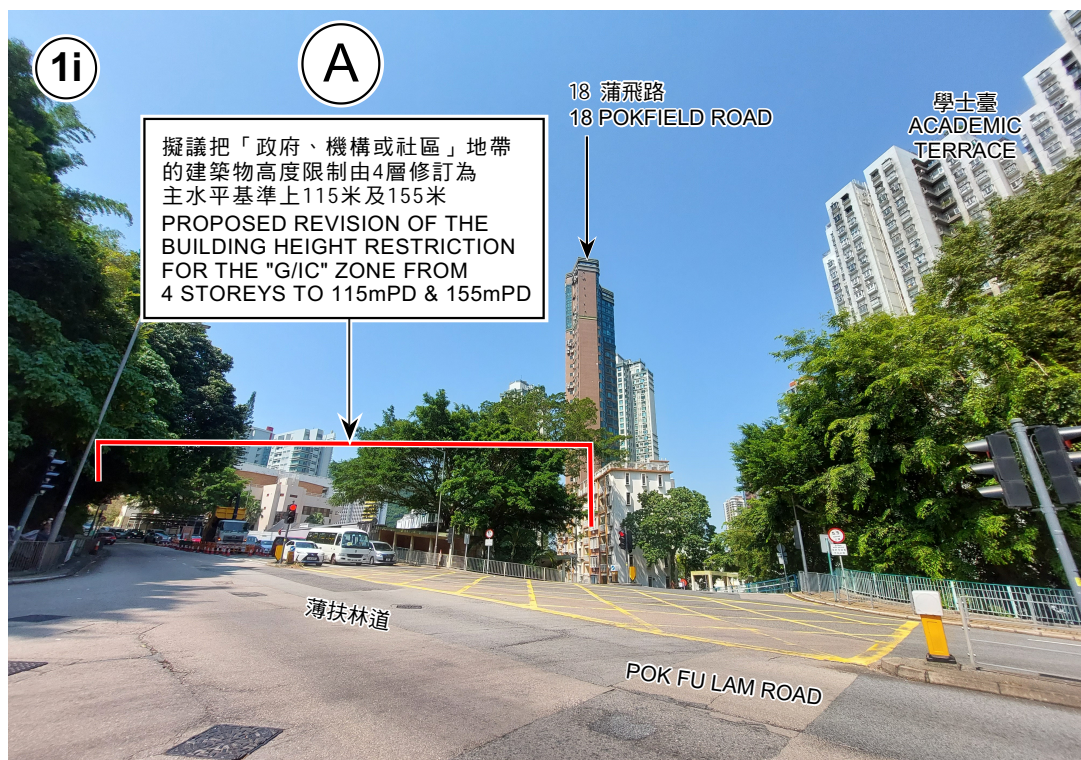 1i
A
擬議把「政府、機構或社區」地帶
的建築物高度限制由4層修訂為
主水平基準上115米及155米
PROPOSED REVISION OF THE
BUILDING HEIGHT RESTRICTION
FOR THE "G/IC" ZONE FROM
4 STOREYS TO 115mPD & 155mPD
18 蒲飛路
18 POKFIELD ROAD
學士臺
ACADEMIC
TERRACE
薄扶林道
POK FU LAM ROAD